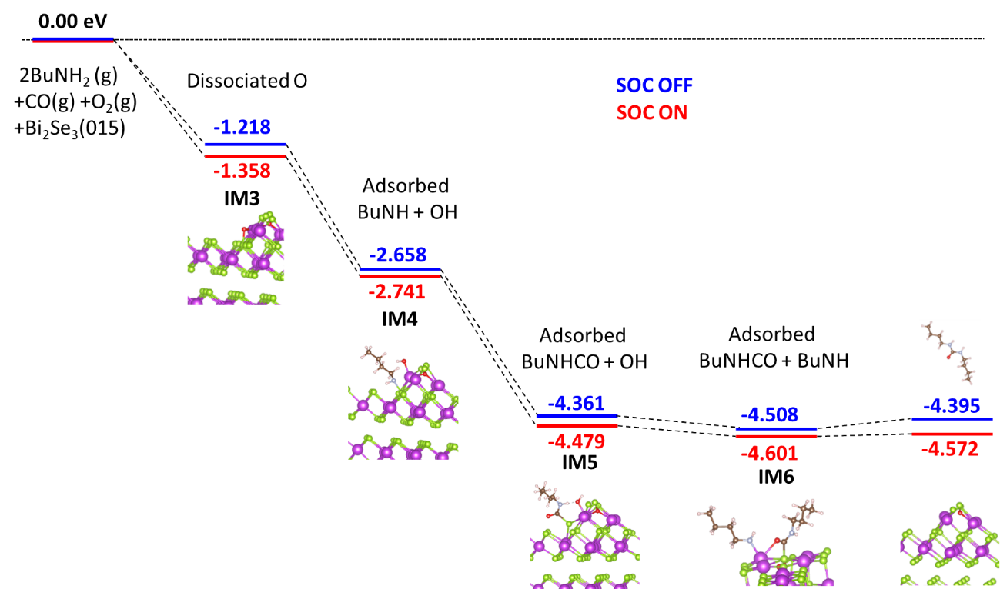 0.00 eV
2BuNH₂ (g)
+CO(g) +O₂(g)
+Bi₂Se₃(015)
Dissociated O
-1.218
-1.358
IM3
SOC OFF
SOC ON
Adsorbed
BuNH + OH
-2.658
-2.741
IM4
Adsorbed
BuNHCO + OH
-4.361
-4.479
IM5
Adsorbed
BuNHCO + BuNH
-4.508
-4.601
IM6
-4.395
-4.572